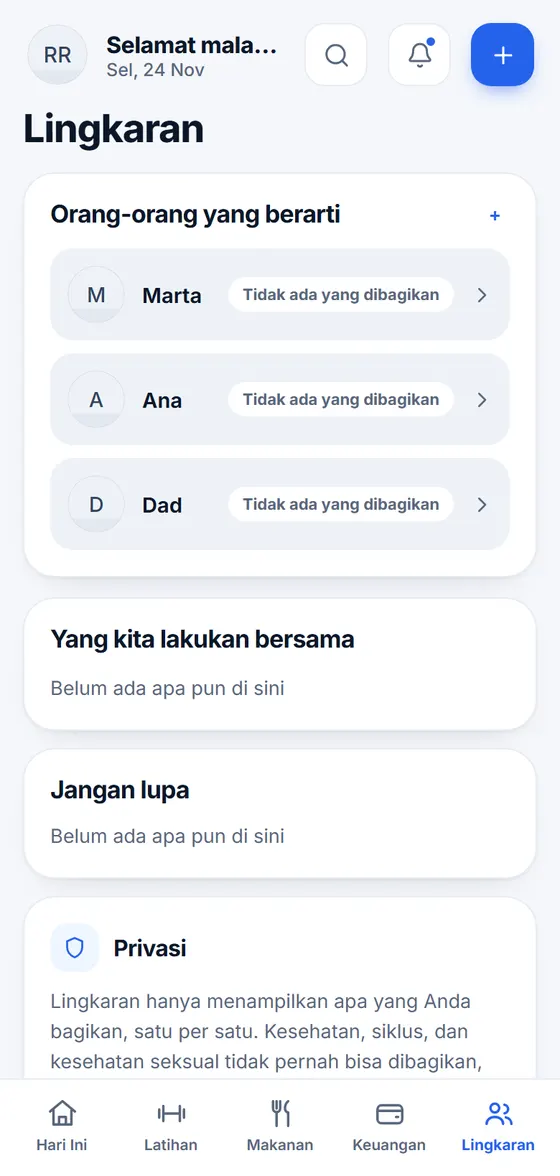 RR
Selamat mala...
Sel, 24 Nov
Lingkaran
Orang-orang yang berarti
+
M
Marta
Tidak ada yang dibagikan
A
Ana
Tidak ada yang dibagikan
D
Dad
Tidak ada yang dibagikan
Yang kita lakukan bersama
Belum ada apa pun di sini
Jangan lupa
Belum ada apa pun di sini
Privasi
Lingkaran hanya menampilkan apa yang Anda
bagikan, satu per satu. Kesehatan, siklus, dan
kesehatan seksual tidak pernah bisa dibagikan,
Hari Ini
Latihan
Makanan
Keuangan
Lingkaran